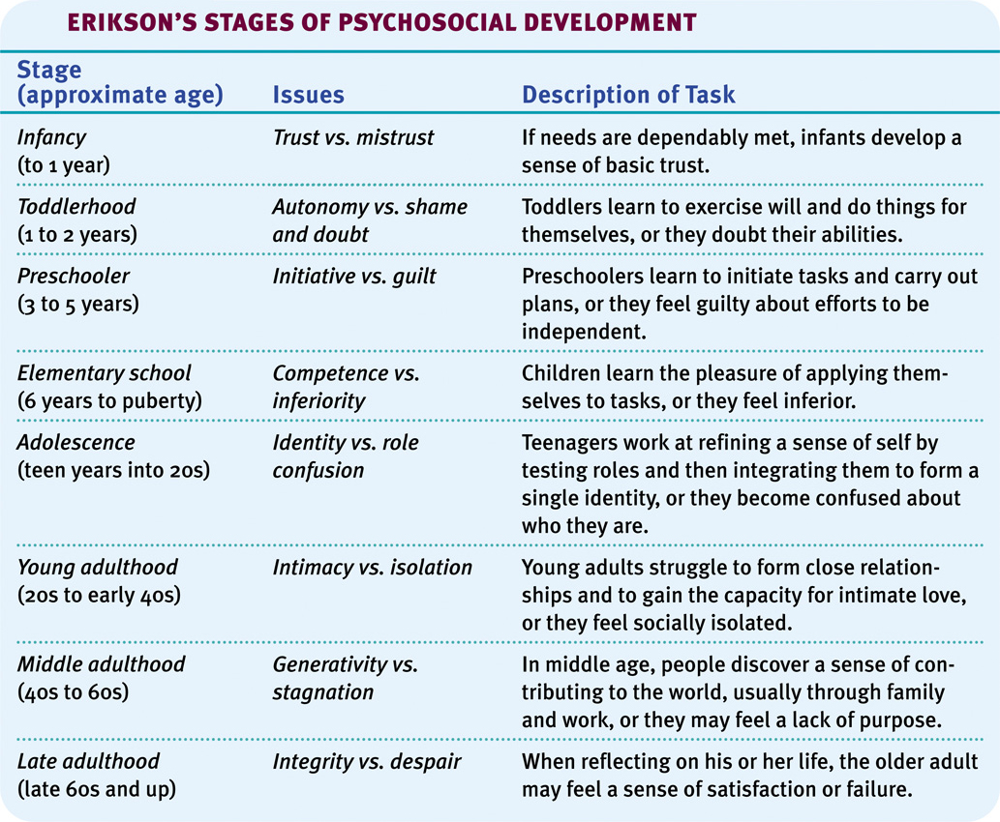 ERIKSON’S STAGES OF PSYCHOSOCIAL DEVELOPMENT
Stage
(approximate age)
Issues
Description of Task
Infancy
(to 1 year)
Trust vs. mistrust
If needs are dependably met, infants develop a
sense of basic trust.
Toddlerhood
(1 to 2 years)
Autonomy vs. shame
and doubt
Toddlers learn to exercise will and do things for
themselves, or they doubt their abilities.
Preschooler
(3 to 5 years)
Initiative vs. guilt
Preschoolers learn to initiate tasks and carry out
plans, or they feel guilty about efforts to be
independent.
Elementary school
(6 years to puberty)
Competence vs.
inferiority
Children learn the pleasure of applying them-
selves to tasks, or they feel inferior.
Adolescence
(teen years into 20s)
Identity vs. role
confusion
Teenagers work at refining a sense of self by
testing roles and then integrating them to form a
single identity, or they become confused about
who they are.
Young adulthood
(20s to early 40s)
Intimacy vs. isolation
Young adults struggle to form close relation-
ships and to gain the capacity for intimate love,
or they feel socially isolated.
Middle adulthood
(40s to 60s)
Generativity vs.
stagnation
In middle age, people discover a sense of con-
tributing to the world, usually through family
and work, or they may feel a lack of purpose.
Late adulthood
(late 60s and up)
Integrity vs. despair
When reflecting on his or her life, the older adult
may feel a sense of satisfaction or failure.